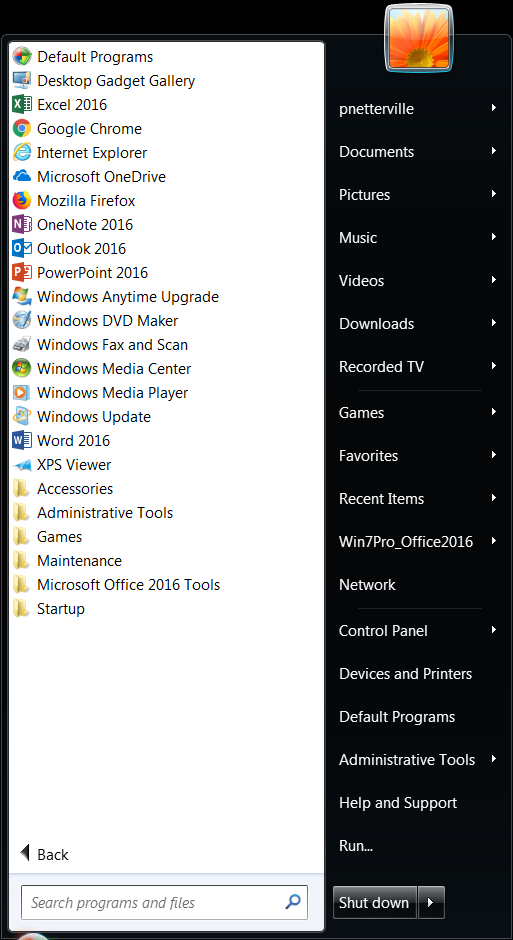 Default Programs
Desktop Gadget Gallery
Excel 2016
Google Chrome
Internet Explorer
Microsoft OneDrive
Mozilla Firefox
OneNote 2016
Outlook 2016
PowerPoint 2016
Windows Anytime Upgrade
Windows DVD Maker
Windows Fax and Scan
Windows Media Center
Windows Media Player
Windows Update
Word 2016
XPS Viewer
Accessories
Administrative Tools
Games
Maintenance
Microsoft Office 2016 Tools
Startup
Back
Search programs and files
pnetterville
Documents
Pictures
Music
Videos
Downloads
Recorded TV
Games
Favorites
Recent Items
Win7Pro_Office2016
Network
Control Panel
Devices and Printers
Default Programs
Administrative Tools
Help and Support
Run...
Shut down